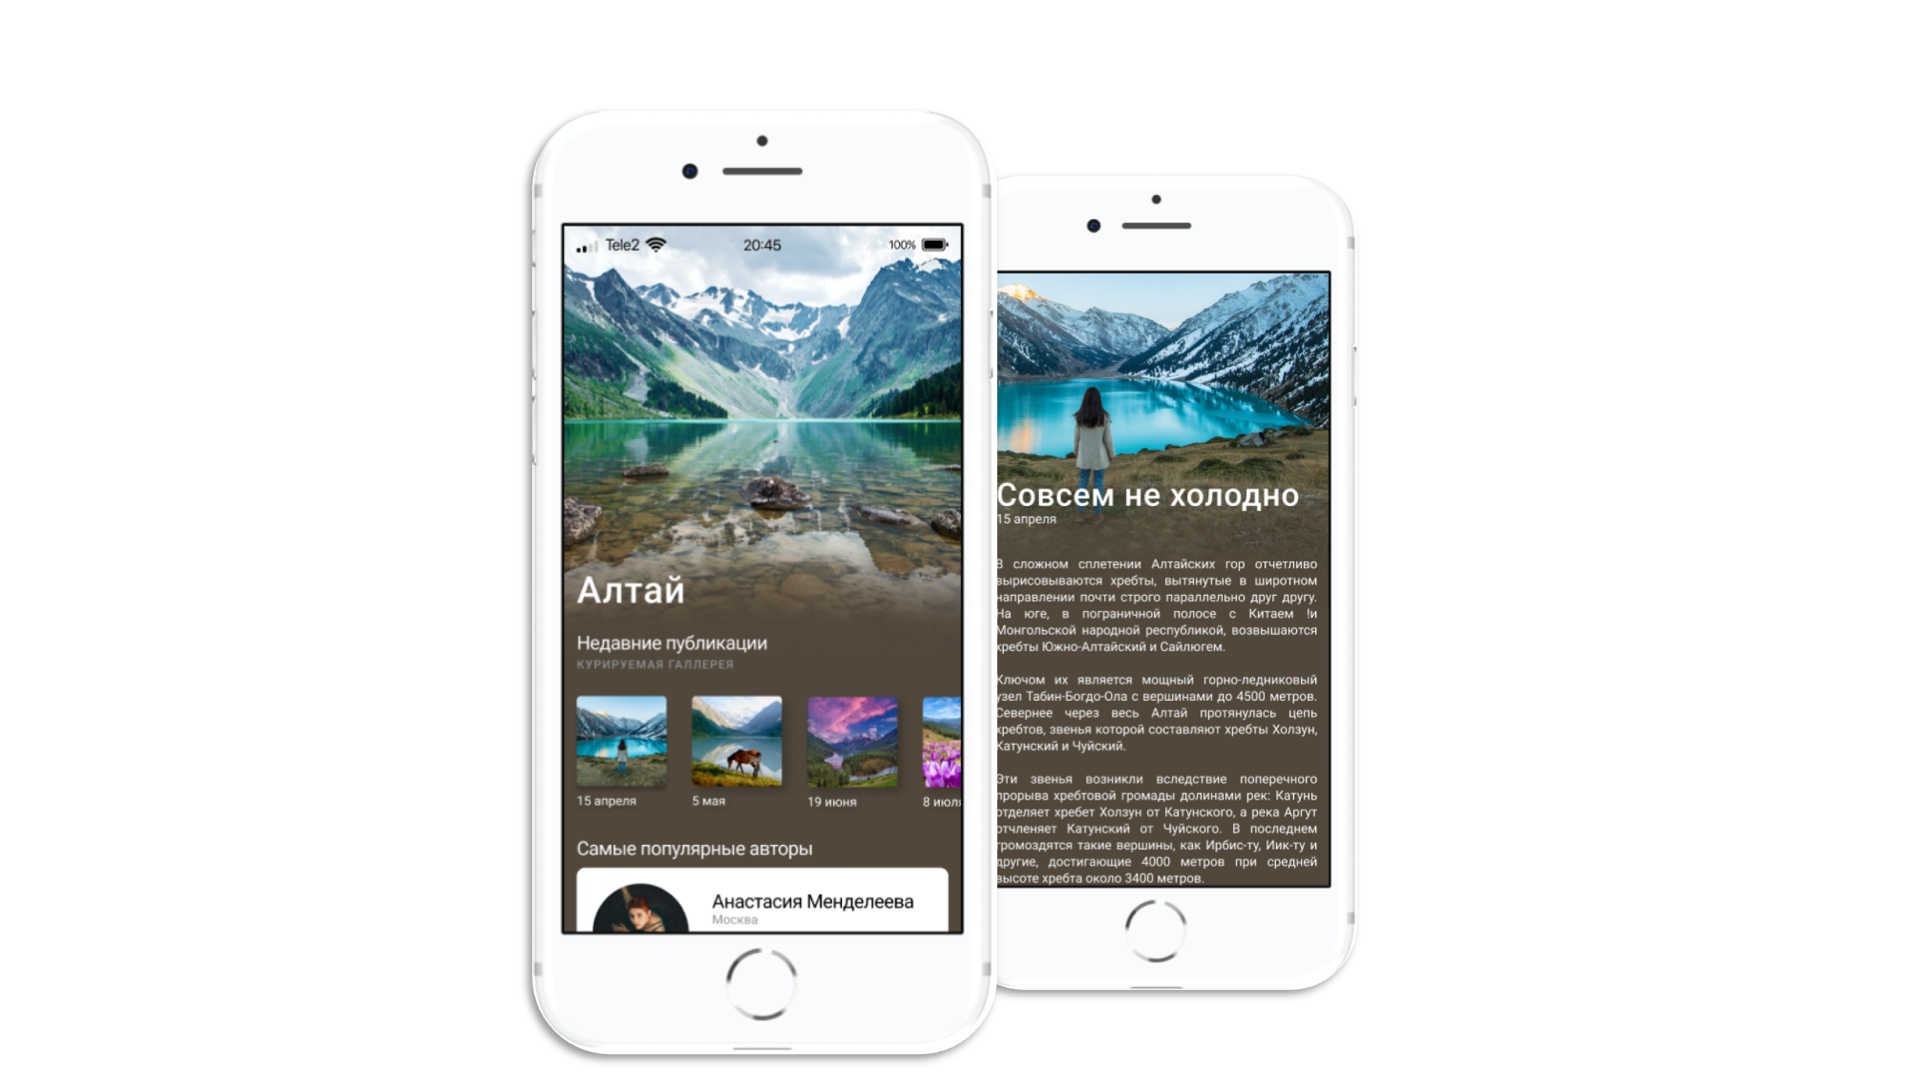 Tele2
20:45
100%
Алтай
Недавние публикации
КУРИРУЕМАЯ ГАЛЛЕРЕЯ
15 апреля
5 мая
19 июня
8 июля
Самые популярные авторы
Анастасия Менделеева
Москва
Совсем не холодно
15 апреля
В сложном сплетении Алтайских гор отчетливо
вырисовываются хребты, вытянутые в широтном
направлении почти строго параллельно друг другу.
На юге, в пограничной полосе с Китаем !и
Монгольской народной республикой, возвышаются
хребты Южно-Алтайский и Сайлюгем.
Ключом их является мощный горно-ледниковый
узел Табин-Богдо-Ола с вершинами до 4500 метров.
Севернее через весь Алтай протянулась цепь
хребтов, звенья которой составляют хребты Холзун,
Катунский и Чуйский.
Эти звенья возникли вследствие поперечного
прорыва хребтовой громады долинами рек: Катунь
отделяет хребет Холзун от Катунского, а река Аргут
отчленяет Катунский от Чуйского. В последнем
громоздятся такие вершины, как Ирбис-ту, Иик-ту и
другие, достигающие 4000 метров при средней
высоте хребта около 3400 метров.